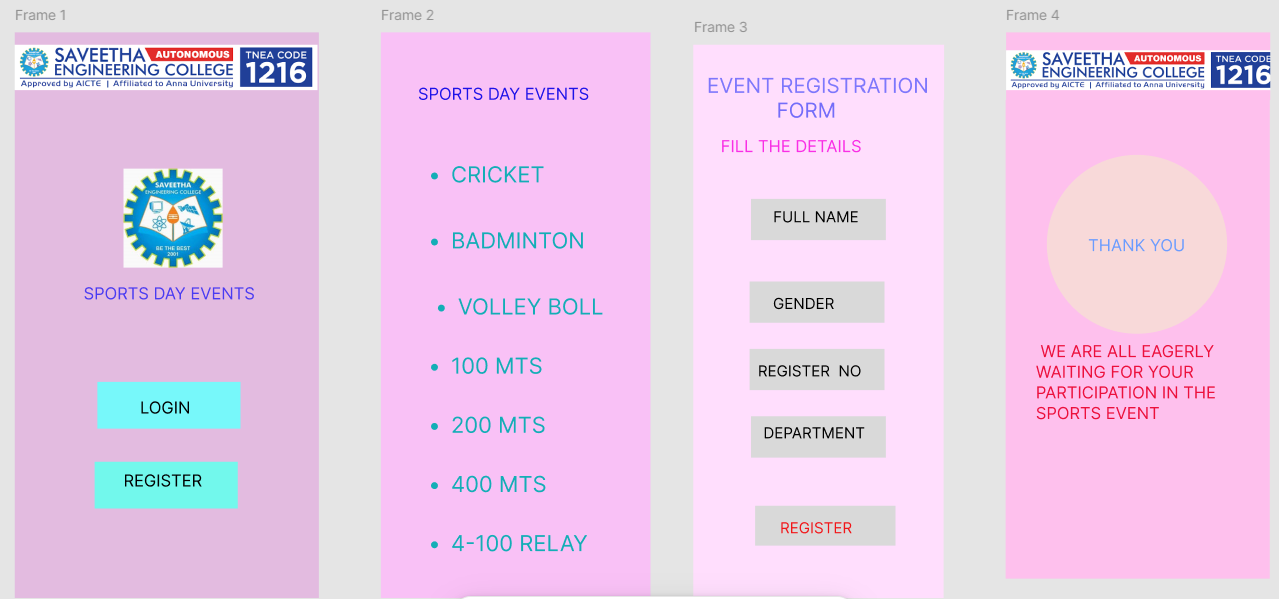 Frame 1
SAVEETHA AUTONOMOUS
ENGINEERING COLLEGE
Approved by AICTE | Affiliated to Anna University
TNEA CODE
1216
SAVEETHA
ENGINEERING COLLEGE
BE THE BEST
2001
SPORTS DAY EVENTS
LOGIN
REGISTER
Frame 2
SPORTS DAY EVENTS
• CRICKET
• BADMINTON
• VOLLEY BOLL
• 100 MTS
• 200 MTS
• 400 MTS
• 4-100 RELAY
Frame 3
EVENT REGISTRATION
FORM
FILL THE DETAILS
FULL NAME
GENDER
REGISTER NO
DEPARTMENT
REGISTER
Frame 4
SAVEETHA AUTONOMOUS
ENGINEERING COLLEGE
Approved by AICTE | Affiliated to Anna University
TNEA CODE
1216
THANK YOU
WE ARE ALL EAGERLY
WAITING FOR YOUR
PARTICIPATION IN THE
SPORTS EVENT